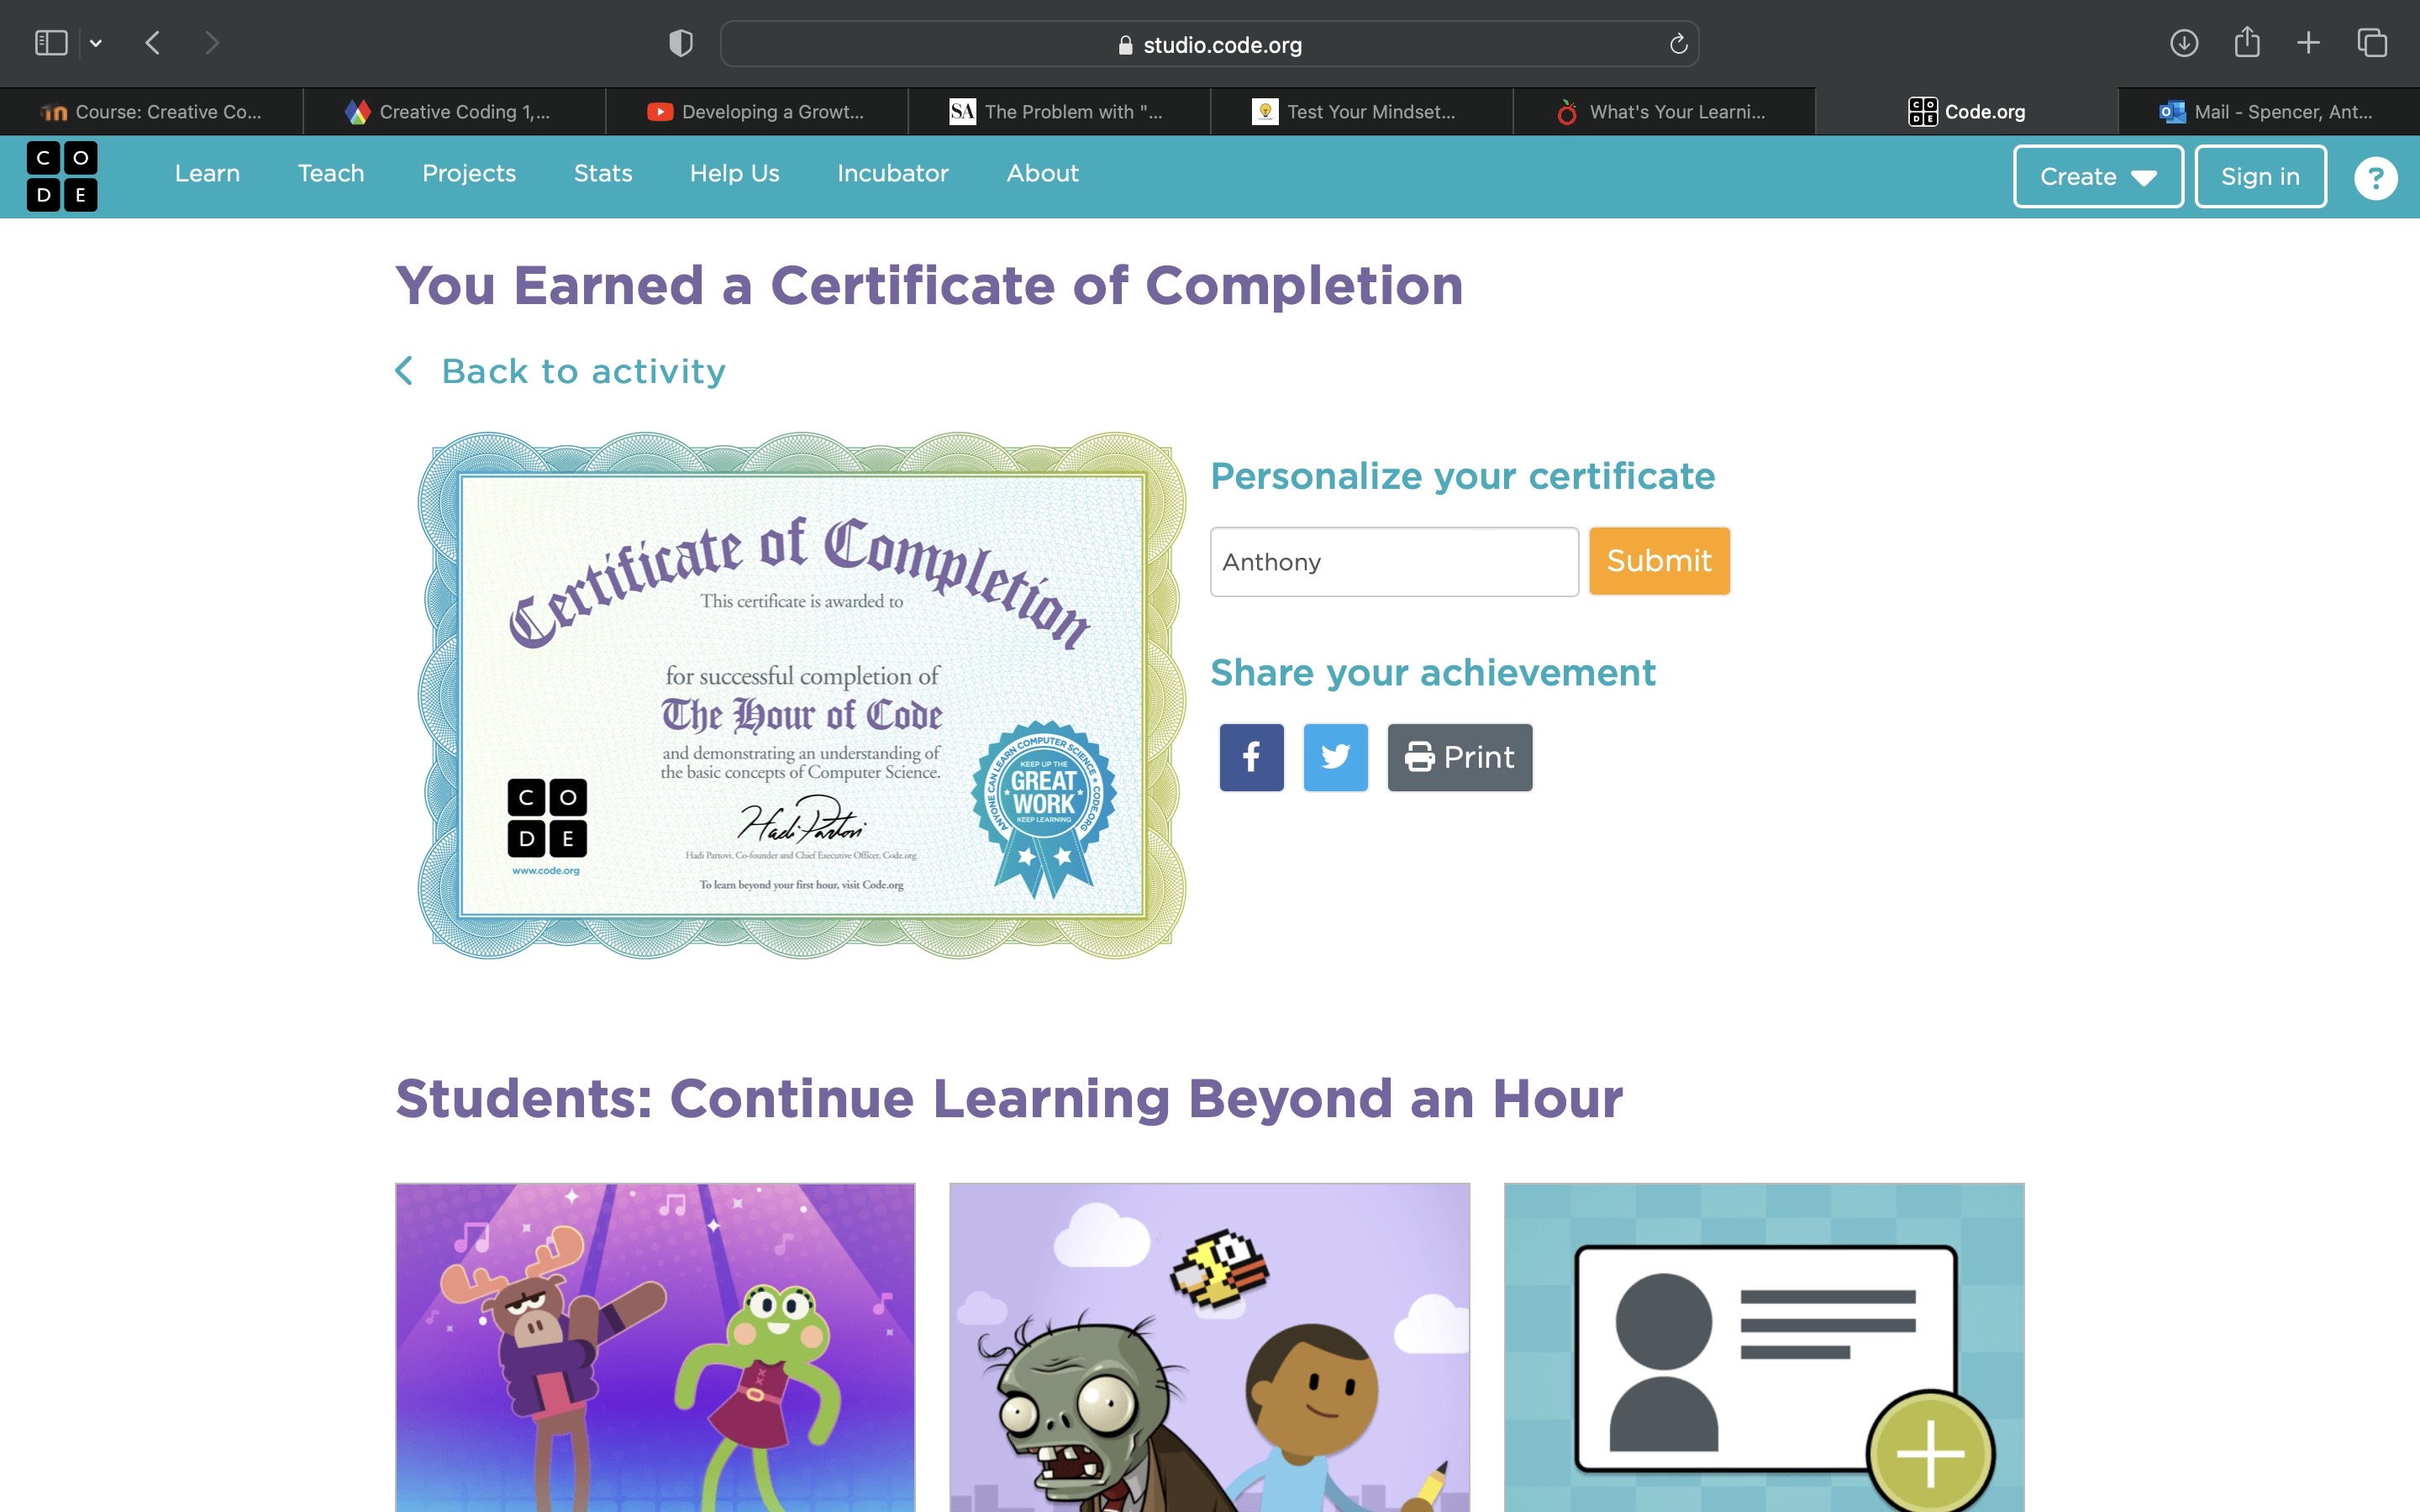 studio.code.org
Course: Creative Co...
Creative Coding 1,...
Developing a Growt...
SA The Problem with "...
Test Your Mindset...
What's Your Learni...
CODE Code.org
Mail - Spencer, Ant...
C O
D E
Learn
Teach
Projects
Stats
Help Us
Incubator
About
Create
Sign in
?
You Earned a Certificate of Completion
Back to activity
Certificate of Completion
This certificate is awarded to
for successful completion of
The Hour of Code
and demonstrating an understanding of
the basic concepts of Computer Science.
Hadi Partovi
Hadi Partovi, Co-founder and Chief Executive Officer, Code.org
To learn beyond your first hour, visit Code.org
C O
D E
www.code.org
ANYONE CAN LEARN COMPUTER SCIENCE • CODE.ORG
KEEP UP THE
GREAT
WORK
KEEP LEARNING
Personalize your certificate
Anthony
Submit
Share your achievement
f
Print
Students: Continue Learning Beyond an Hour